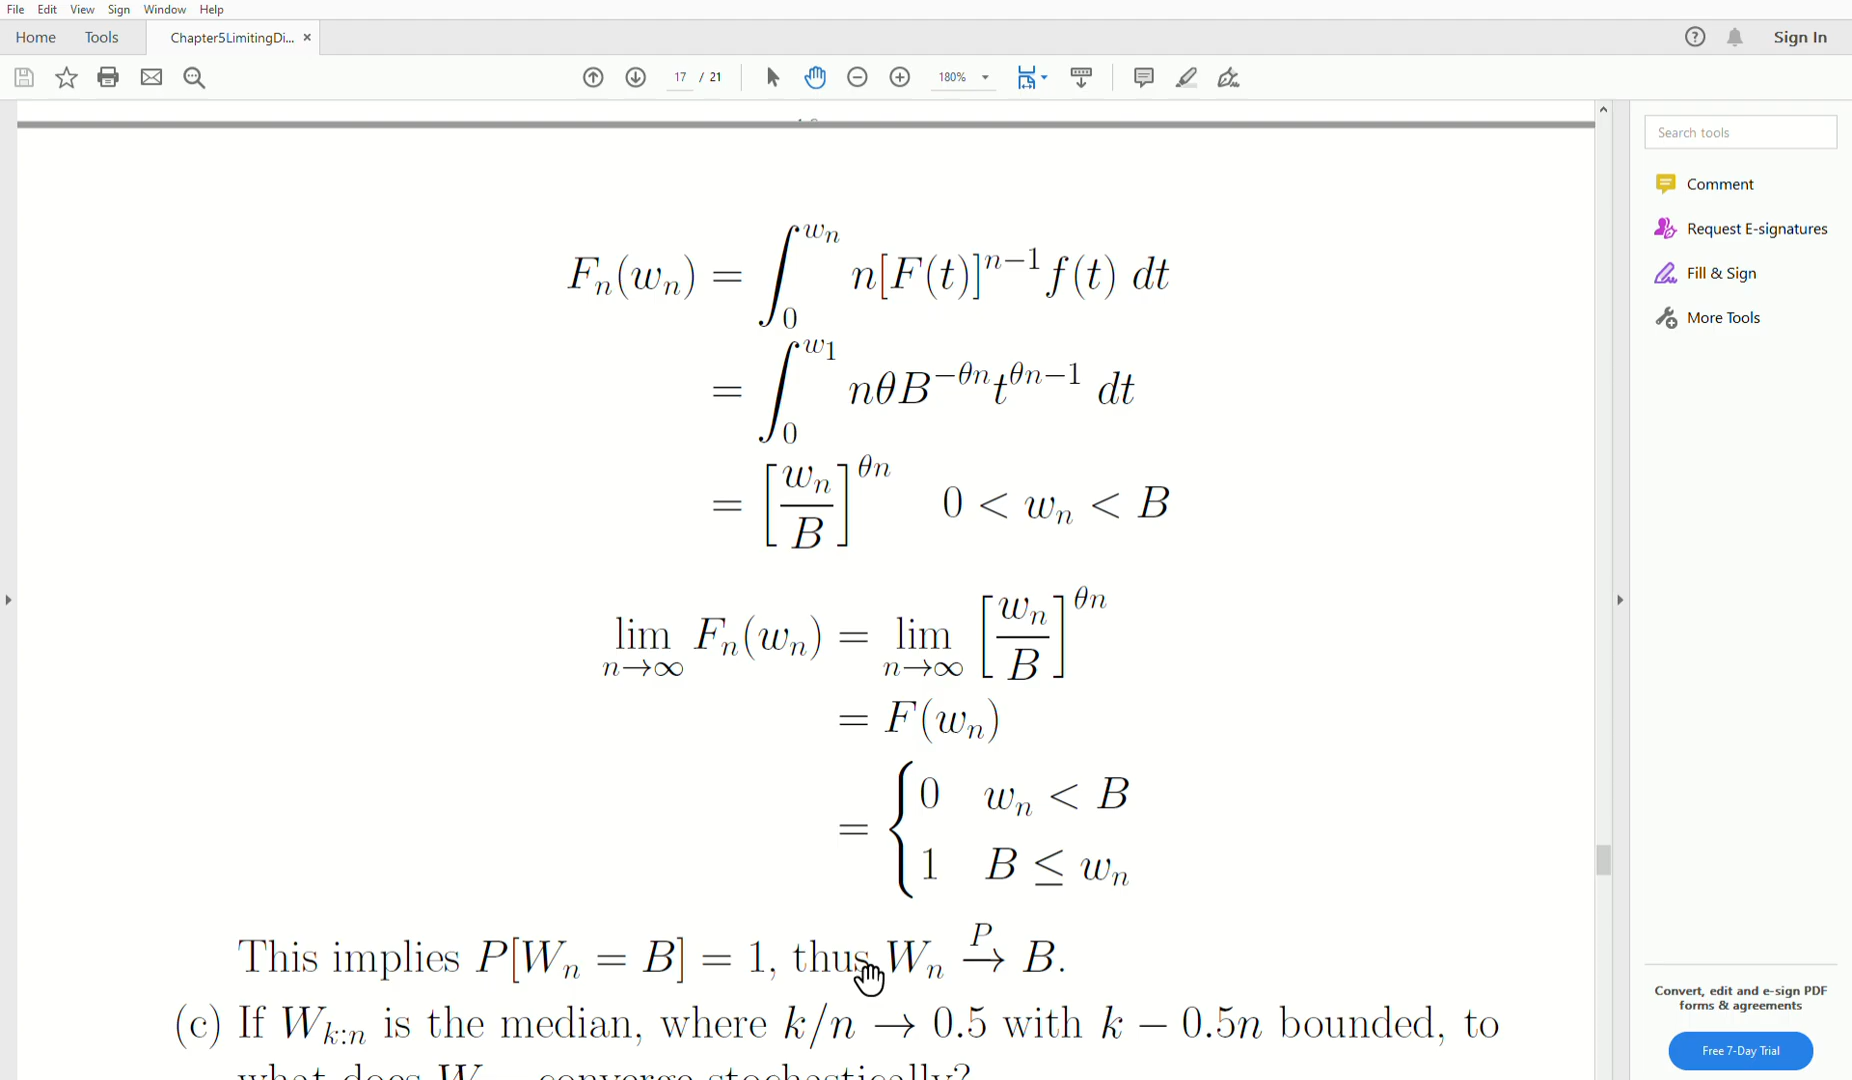 File Edit View Sign Window Help
Home Tools Chapter5LimitingDi... × Sign In
17 / 21 180%
Search tools
Comment
Request E-signatures
Fill & Sign
More Tools
F_n(w_n) = ∫_0^{w_n} n[F(t)]^{n−1} f(t) dt
= ∫_0^{w_1} nθB^{−θn} t^{θn−1} dt
= [w_n/B]^{θn} 0 < w_n < B
lim_{n→∞} F_n(w_n) = lim_{n→∞} [w_n/B]^{θn}
= F(w_n)
= { 0 w_n < B
1 B ≤ w_n
This implies P[W_n = B] = 1, thus W_n →^P B.
(c) If W_{k:n} is the median, where k/n → 0.5 with k − 0.5n bounded, to
what does W converge stochastically?
Convert, edit and e-sign PDF
forms & agreements
Free 7-Day Trial